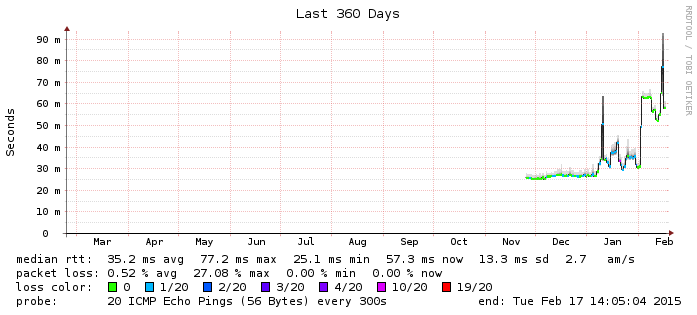 Last 360 Days
RRDTOOL / TOBI OETIKER
Seconds
90 m
80 m
70 m
60 m
50 m
40 m
30 m
20 m
10 m
0
Mar Apr May Jun Jul Aug Sep Oct Nov Dec Jan Feb
median rtt: 35.2 ms avg 77.2 ms max 25.1 ms min 57.3 ms now 13.3 ms sd 2.7 am/s
packet loss: 0.52 % avg 27.08 % max 0.00 % min 0.00 % now
loss color: 0 1/20 2/20 3/20 4/20 10/20 19/20
probe: 20 ICMP Echo Pings (56 Bytes) every 300s end: Tue Feb 17 14:05:04 2015